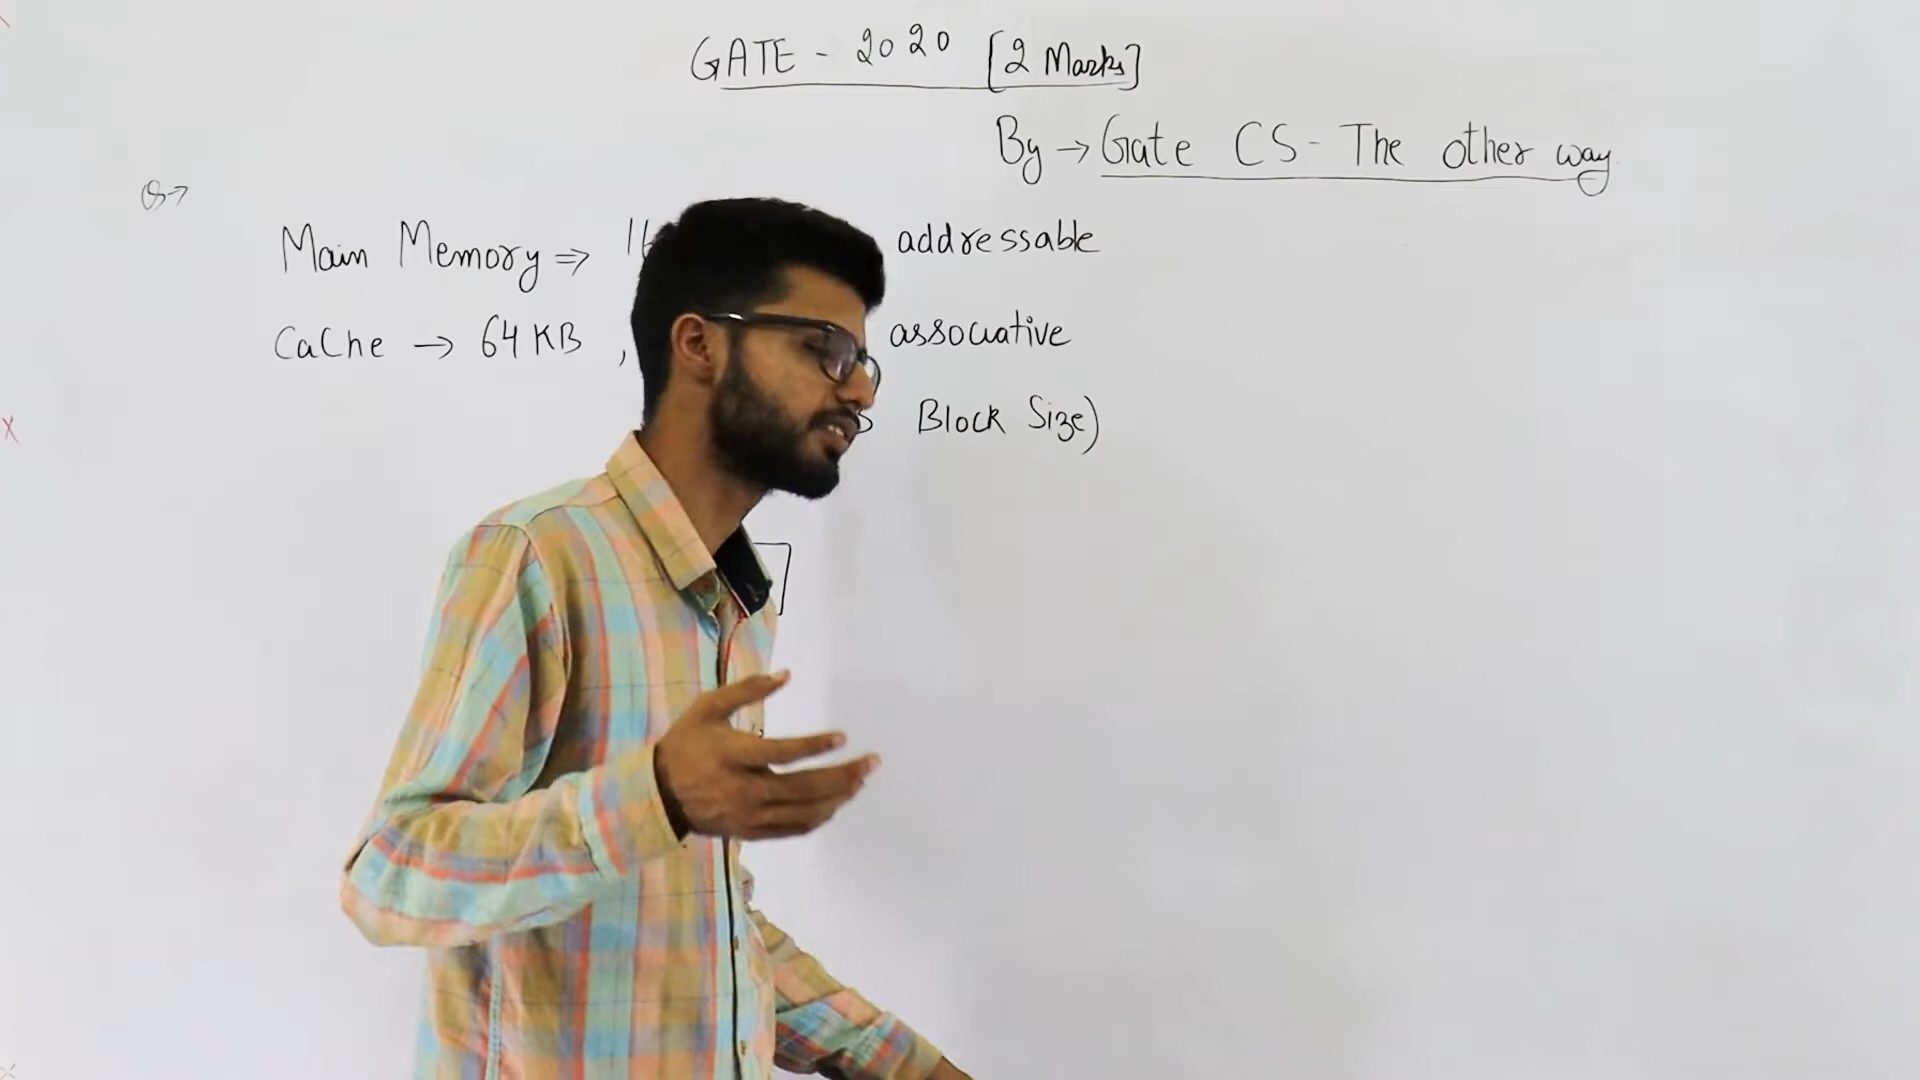 GATE - 2020 [2 Marks]
By → Gate CS - The other way
Q →
Main Memory ⇒ 16 addressable
CaChe → 64 KB , associative
Block Size)